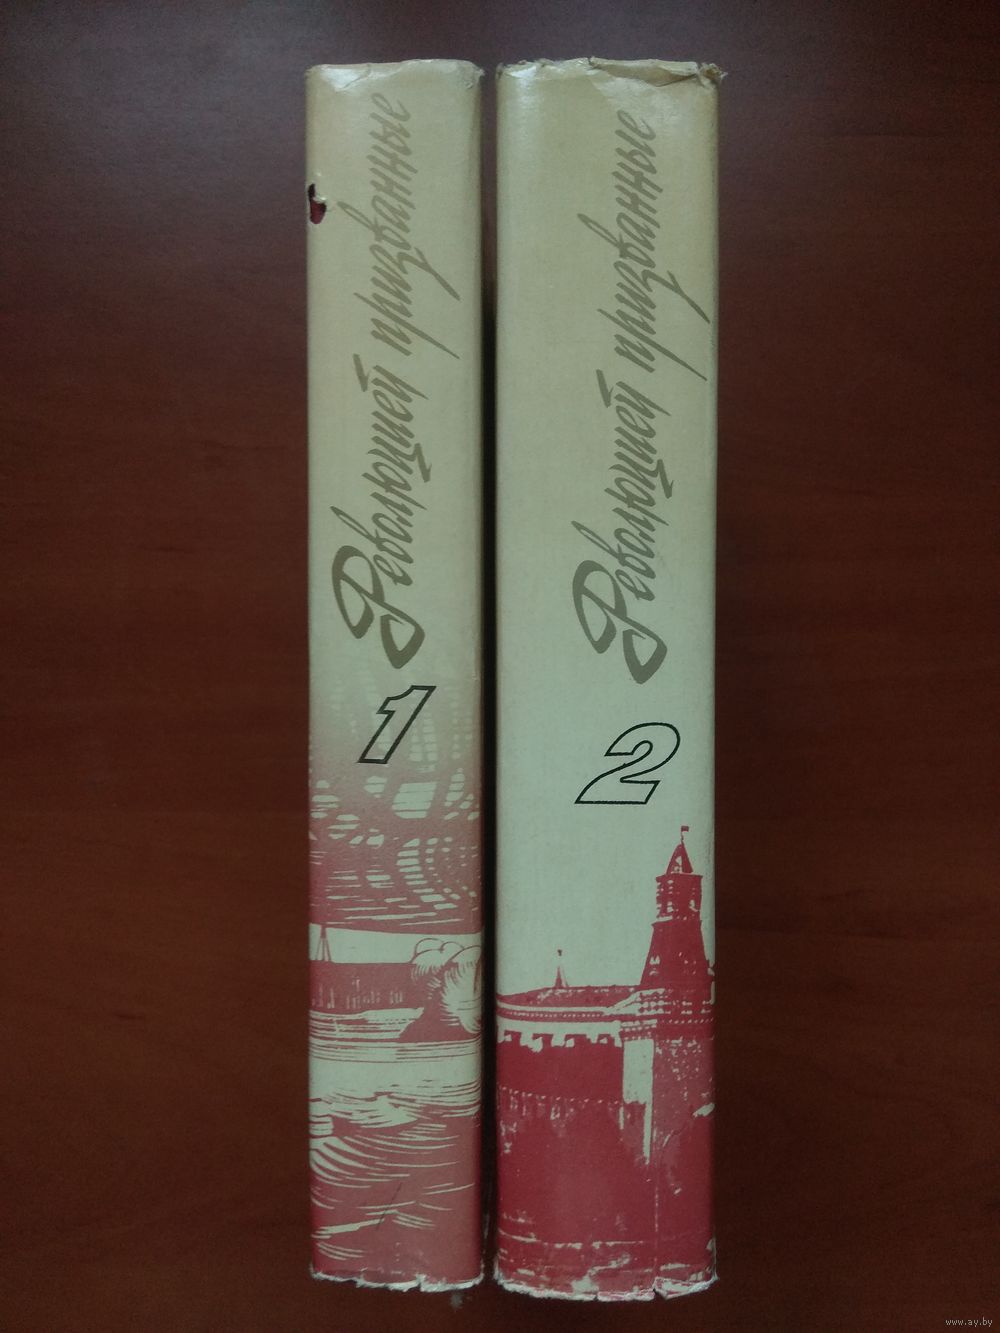 Революцией призванные
1
Революцией призванные
2
www.ay.by